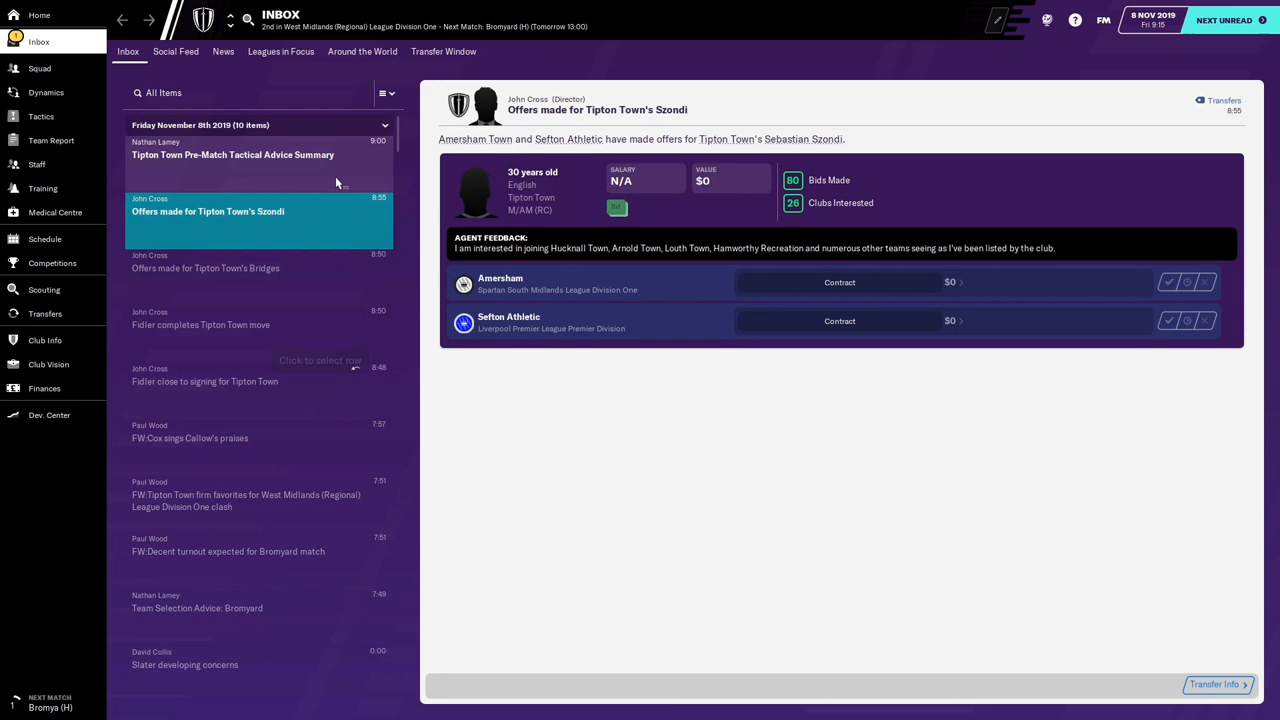 Home
1
Inbox
Squad
Dynamics
Tactics
Team Report
Staff
Training
Medical Centre
Schedule
Competitions
Scouting
Transfers
Club Info
Club Vision
Finances
Dev. Center
1
NEXT MATCH
Bromya (H)
INBOX
2nd in West Midlands (Regional) League Division One - Next Match: Bromyard (H) (Tomorrow 13:00)
?
FM
8 NOV 2019
Fri 9:15
NEXT UNREAD
Inbox
Social Feed
News
Leagues in Focus
Around the World
Transfer Window
All Items
Friday November 8th 2019 (10 items)
Nathan Lamey 9:00
Tipton Town Pre-Match Tactical Advice Summary
John Cross 8:55
Offers made for Tipton Town's Szondi
John Cross 8:50
Offers made for Tipton Town's Bridges
John Cross 8:50
Fidler completes Tipton Town move
Click to select row
John Cross 8:48
Fidler close to signing for Tipton Town
Paul Wood 7:57
FW:Cox sings Callow's praises
Paul Wood 7:51
FW:Tipton Town firm favorites for West Midlands (Regional)
League Division One clash
Paul Wood 7:51
FW:Decent turnout expected for Bromyard match
Nathan Lamey 7:49
Team Selection Advice: Bromyard
David Collis 0:00
Slater developing concerns
John Cross (Director)
Offers made for Tipton Town's Szondi
Transfers
8:55
Amersham Town and Sefton Athletic have made offers for Tipton Town's Sebastian Szondi.
30 years old
English
Tipton Town
M/AM (RC)
SALARY
N/A
VALUE
$0
Bid
80 Bids Made
26 Clubs Interested
AGENT FEEDBACK:
I am interested in joining Hucknall Town, Arnold Town, Louth Town, Hamworthy Recreation and numerous other teams seeing as I've been listed by the club.
Amersham
Spartan South Midlands League Division One
Contract
$0
Sefton Athletic
Liverpool Premier League Premier Division
Contract
$0
Transfer Info